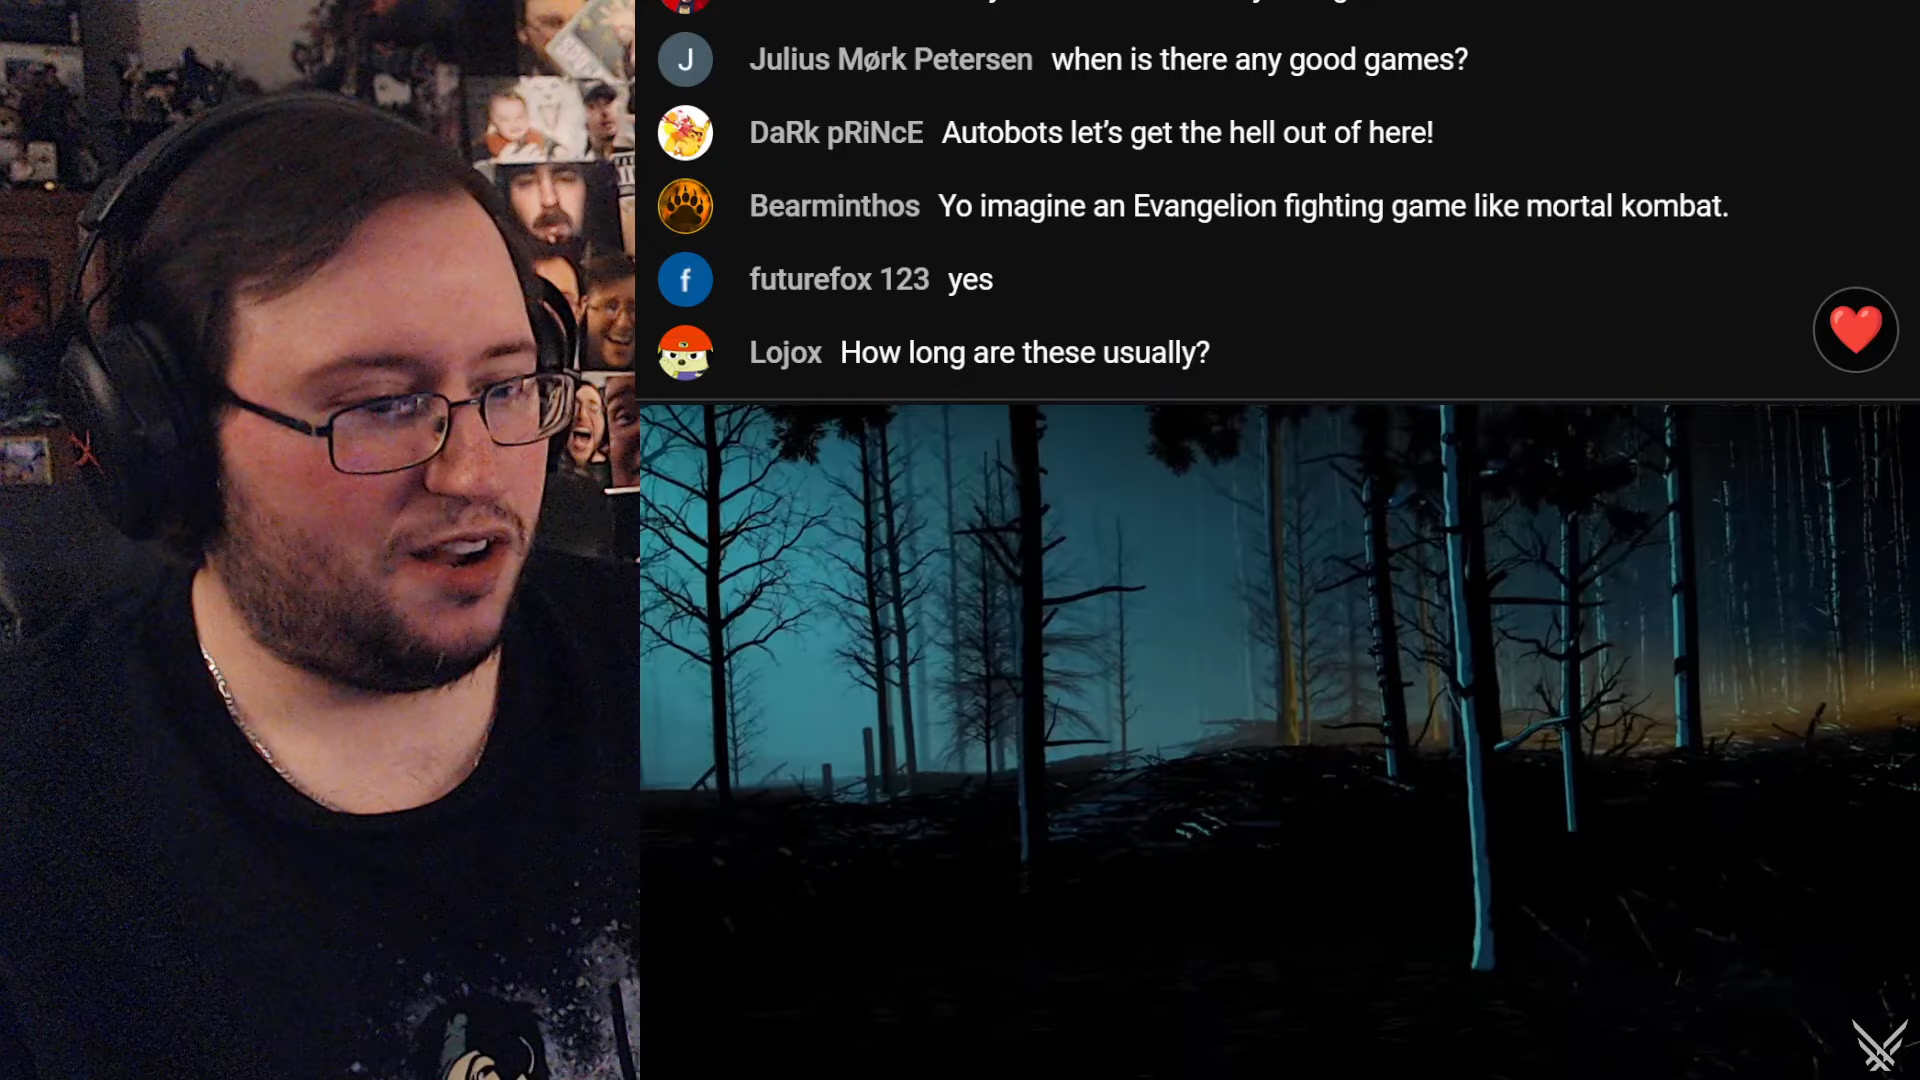 J Julius Mørk Petersen when is there any good games?
DaRk pRiNcE Autobots let’s get the hell out of here!
Bearminthos Yo imagine an Evangelion fighting game like mortal kombat.
f futurefox 123 yes
Lojox How long are these usually?